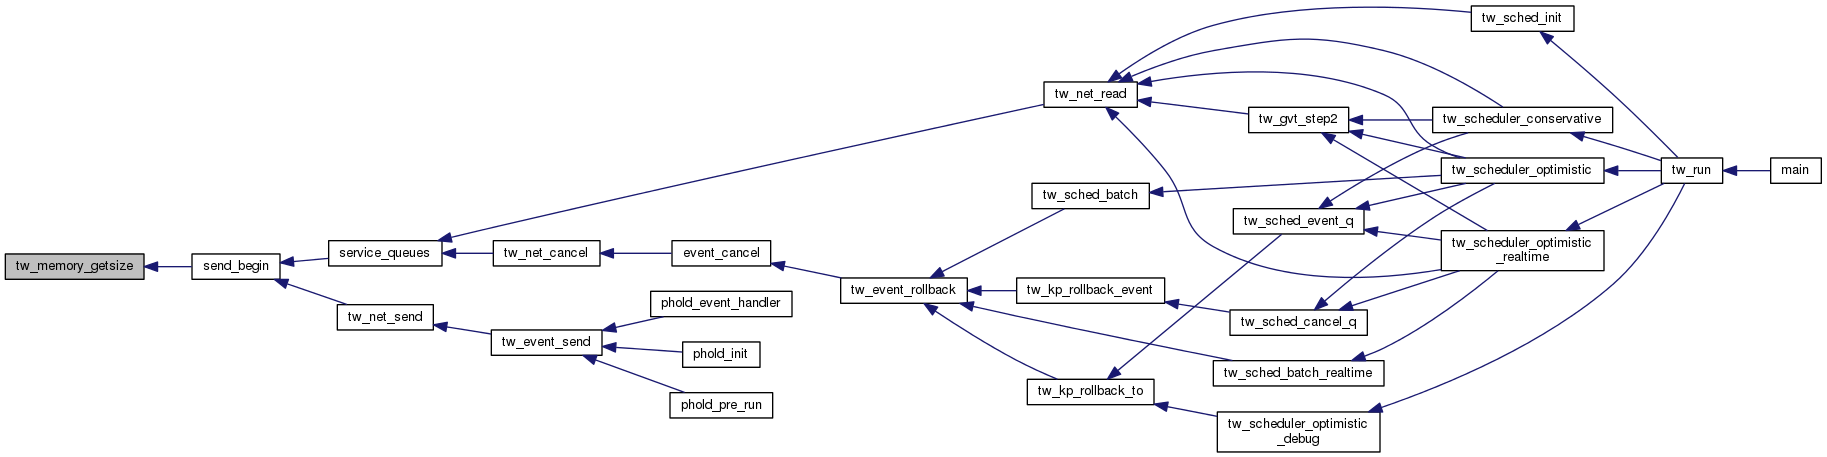 tw_sched_init
tw_net_read
tw_gvt_step2
tw_scheduler_conservative
tw_scheduler_optimistic
tw_run
main
tw_sched_batch
tw_sched_event_q
tw_scheduler_optimistic
_realtime
service_queues
tw_net_cancel
event_cancel
tw_memory_getsize
send_begin
tw_event_rollback
tw_kp_rollback_event
phold_event_handler
tw_net_send
tw_sched_cancel_q
tw_event_send
phold_init
tw_sched_batch_realtime
tw_kp_rollback_to
phold_pre_run
tw_scheduler_optimistic
_debug